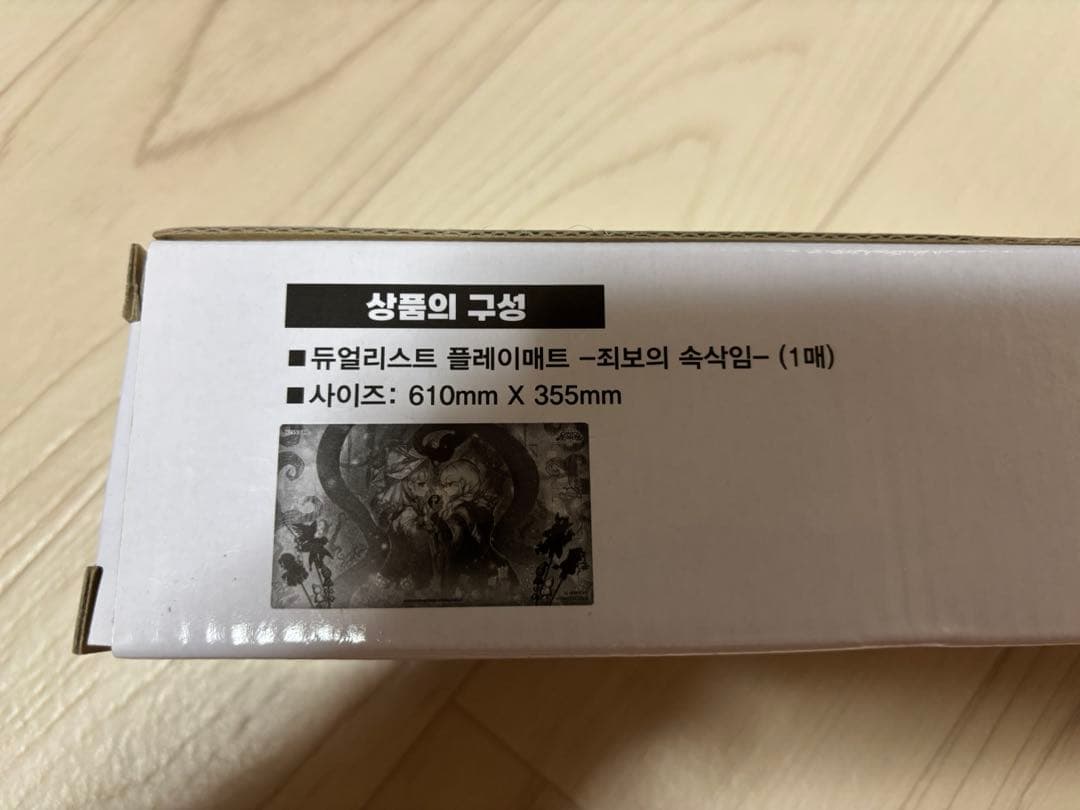 상품의 구성
■ 듀얼리스트 플레이매트 -죄보의 속삭임- (1매)
■ 사이즈: 610mm X 355mm